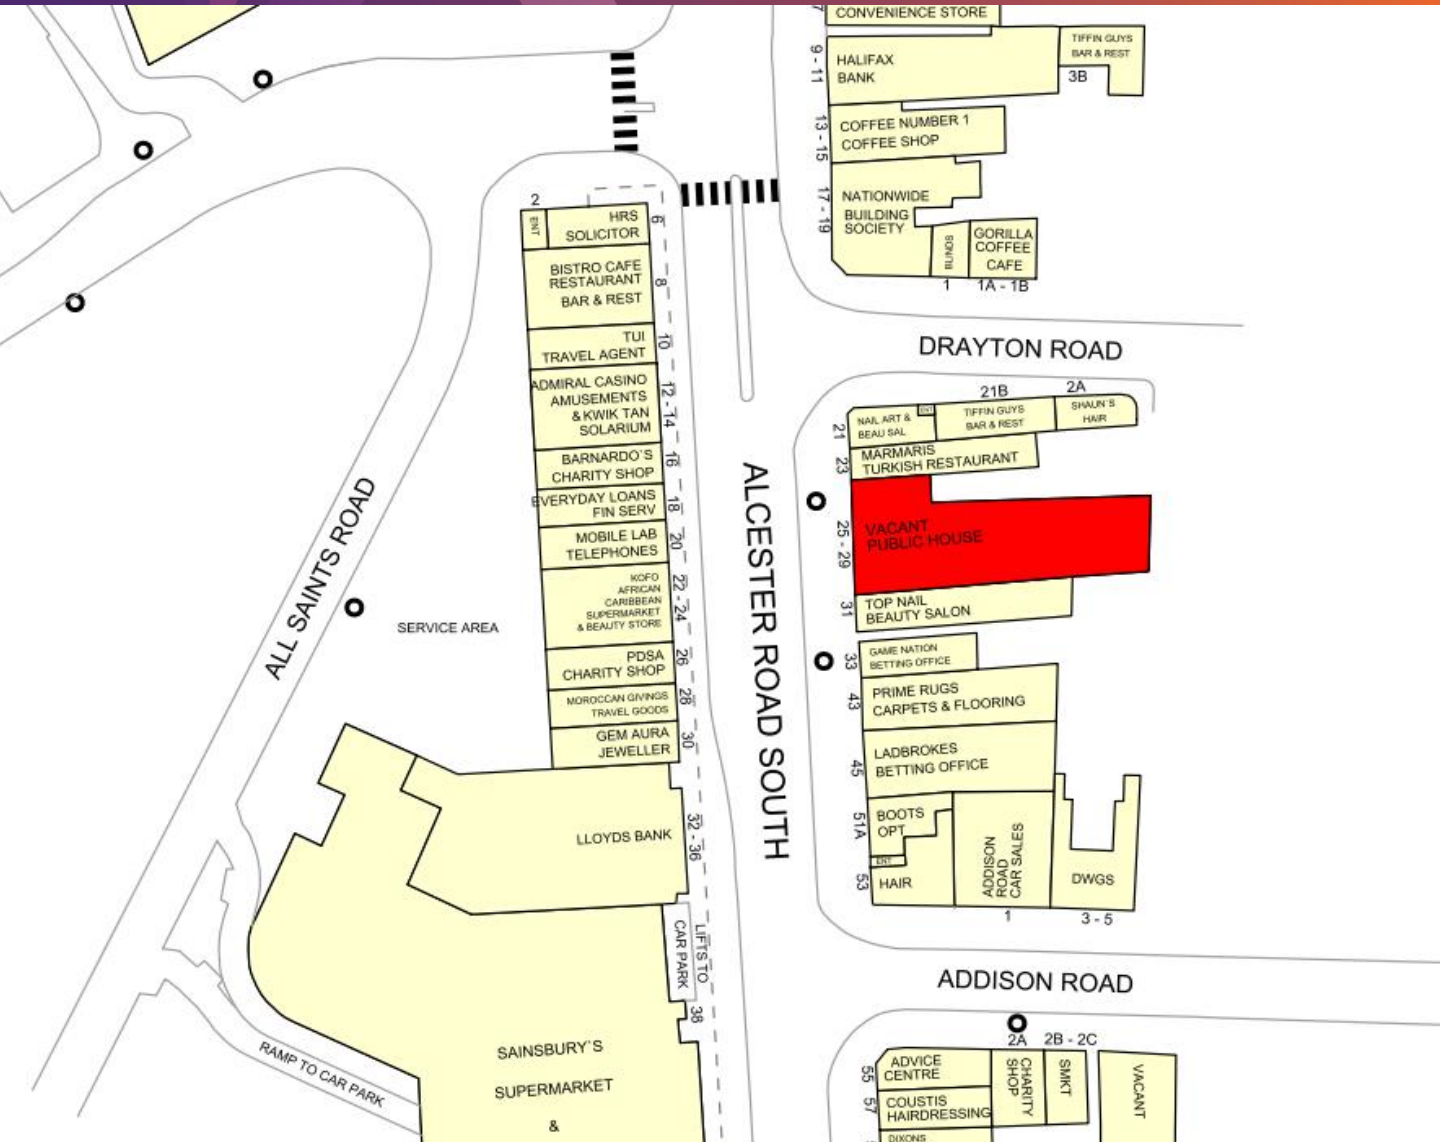 7
CONVENIENCE STORE
9 - 11
HALIFAX
BANK
TIFFIN GUYS
BAR & REST
3B
13 - 15
COFFEE NUMBER 1
COFFEE SHOP
17 - 19
NATIONWIDE
BUILDING
SOCIETY
BLINDS
GORILLA
COFFEE
CAFE
1
1A - 1B
2
ENT
HRS
SOLICITOR
6
BISTRO CAFE
RESTAURANT
BAR & REST
8
TUI
TRAVEL AGENT
10
ADMIRAL CASINO
AMUSEMENTS
& KWIK TAN
SOLARIUM
12 - 14
BARNARDO`S
CHARITY SHOP
16
EVERYDAY LOANS
FIN SERV
18
MOBILE LAB
TELEPHONES
20
KOFO
AFRICAN
CARIBBEAN
SUPERMARKET
& BEAUTY STORE
22 - 24
PDSA
CHARITY SHOP
26
MOROCCAN GIVINGS
TRAVEL GOODS
28
GEM AURA
JEWELLER
30
LLOYDS BANK
32 - 36
LIFTS TO
CAR PARK
38
SAINSBURY`S
SUPERMARKET
&
RAMP TO CAR PARK
SERVICE AREA
ALL SAINTS ROAD
ALCESTER ROAD SOUTH
DRAYTON ROAD
21B
2A
21
NAIL ART &
BEAU SAL
ENT
TIFFIN GUYS
BAR & REST
SHAUN`S
HAIR
23
MARMARIS
TURKISH RESTAURANT
25 - 29
VACANT
PUBLIC HOUSE
31
TOP NAIL
BEAUTY SALON
33
GAME NATION
BETTING OFFICE
43
PRIME RUGS
CARPETS & FLOORING
45
LADBROKES
BETTING OFFICE
51A
BOOTS
OPT
ENT
53
HAIR
ADDISON
ROAD
CAR SALES
DWGS
1
3 - 5
ADDISON ROAD
2A
2B - 2C
55
ADVICE
CENTRE
CHARITY
SHOP
SMKT
VACANT
57
COUSTIS
HAIRDRESSING
DIXONS